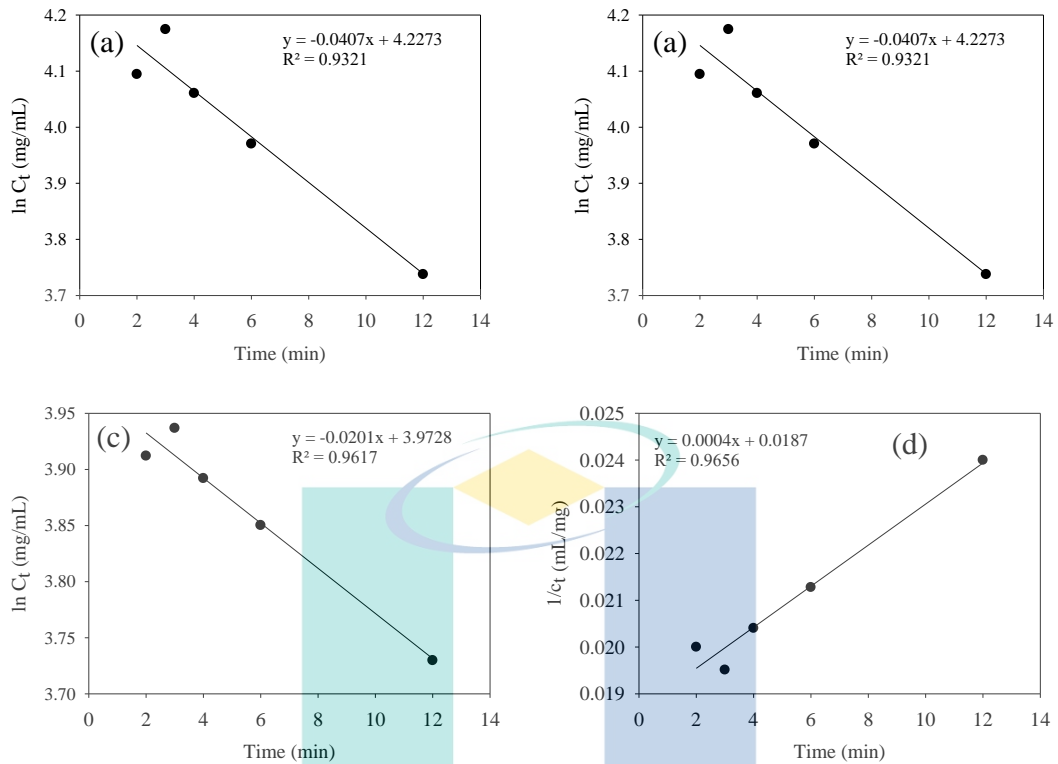 (a)
y = -0.0407x + 4.2273
R² = 0.9321
4.2
4.1
4.0
3.9
3.8
3.7
ln Cₜ (mg/mL)
0 2 4 6 8 10 12 14
Time (min)
(a)
y = -0.0407x + 4.2273
R² = 0.9321
4.2
4.1
4.0
3.9
3.8
3.7
ln Cₜ (mg/mL)
0 2 4 6 8 10 12 14
Time (min)
(c)
y = -0.0201x + 3.9728
R² = 0.9617
3.95
3.90
3.85
3.80
3.75
3.70
ln Cₜ (mg/mL)
0 2 4 6 8 10 12 14
Time (min)
(d)
y = 0.0004x + 0.0187
R² = 0.9656
0.025
0.024
0.023
0.022
0.021
0.020
0.019
1/cₜ (mL/mg)
0 2 4 6 8 10 12 14
Time (min)